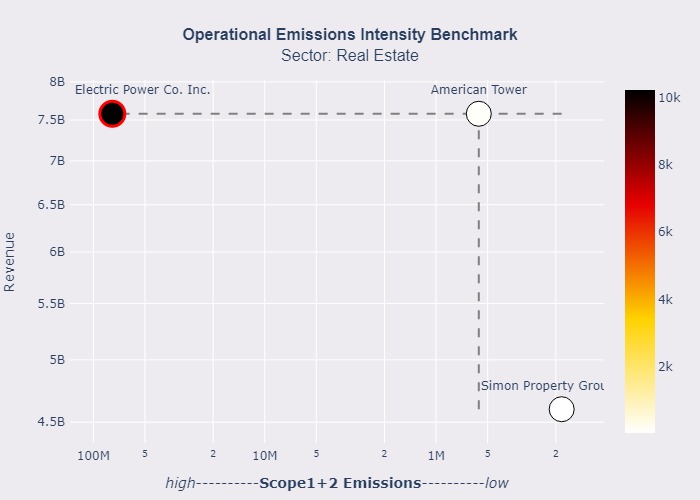 Operational Emissions Intensity Benchmark
Sector: Real Estate
Electric Power Co. Inc.
American Tower
Simon Property Grou
Revenue
8B
7.5B
7B
6.5B
6B
5.5B
5B
4.5B
100M 5 2 10M 5 2 1M 5 2
high----------Scope1+2 Emissions----------low
10k
8k
6k
4k
2k